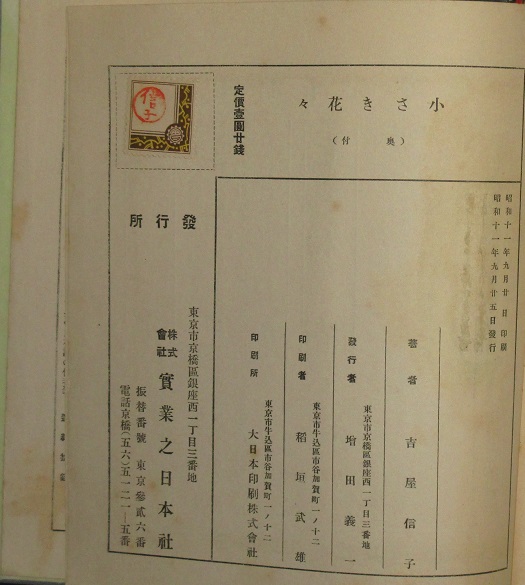 小さき花々
（奥付）
定價壹圓廿錢
信子
昭和十一年九月廿日印刷
昭和十一年九月廿五日發行
著者 吉屋信子
東京市京橋區銀座西一丁目三番地
發行者 增田義一
東京市牛込區市谷加賀町一ノ十二
印刷者 稻垣武雄
東京市牛込區市谷加賀町一ノ十二
印刷所 大日本印刷株式會社
發行所
東京市京橋區銀座西一丁目三番地
株式會社 實業之日本社
振替番號 東京參貳六番
電話京橋(五六)五一二一―五番